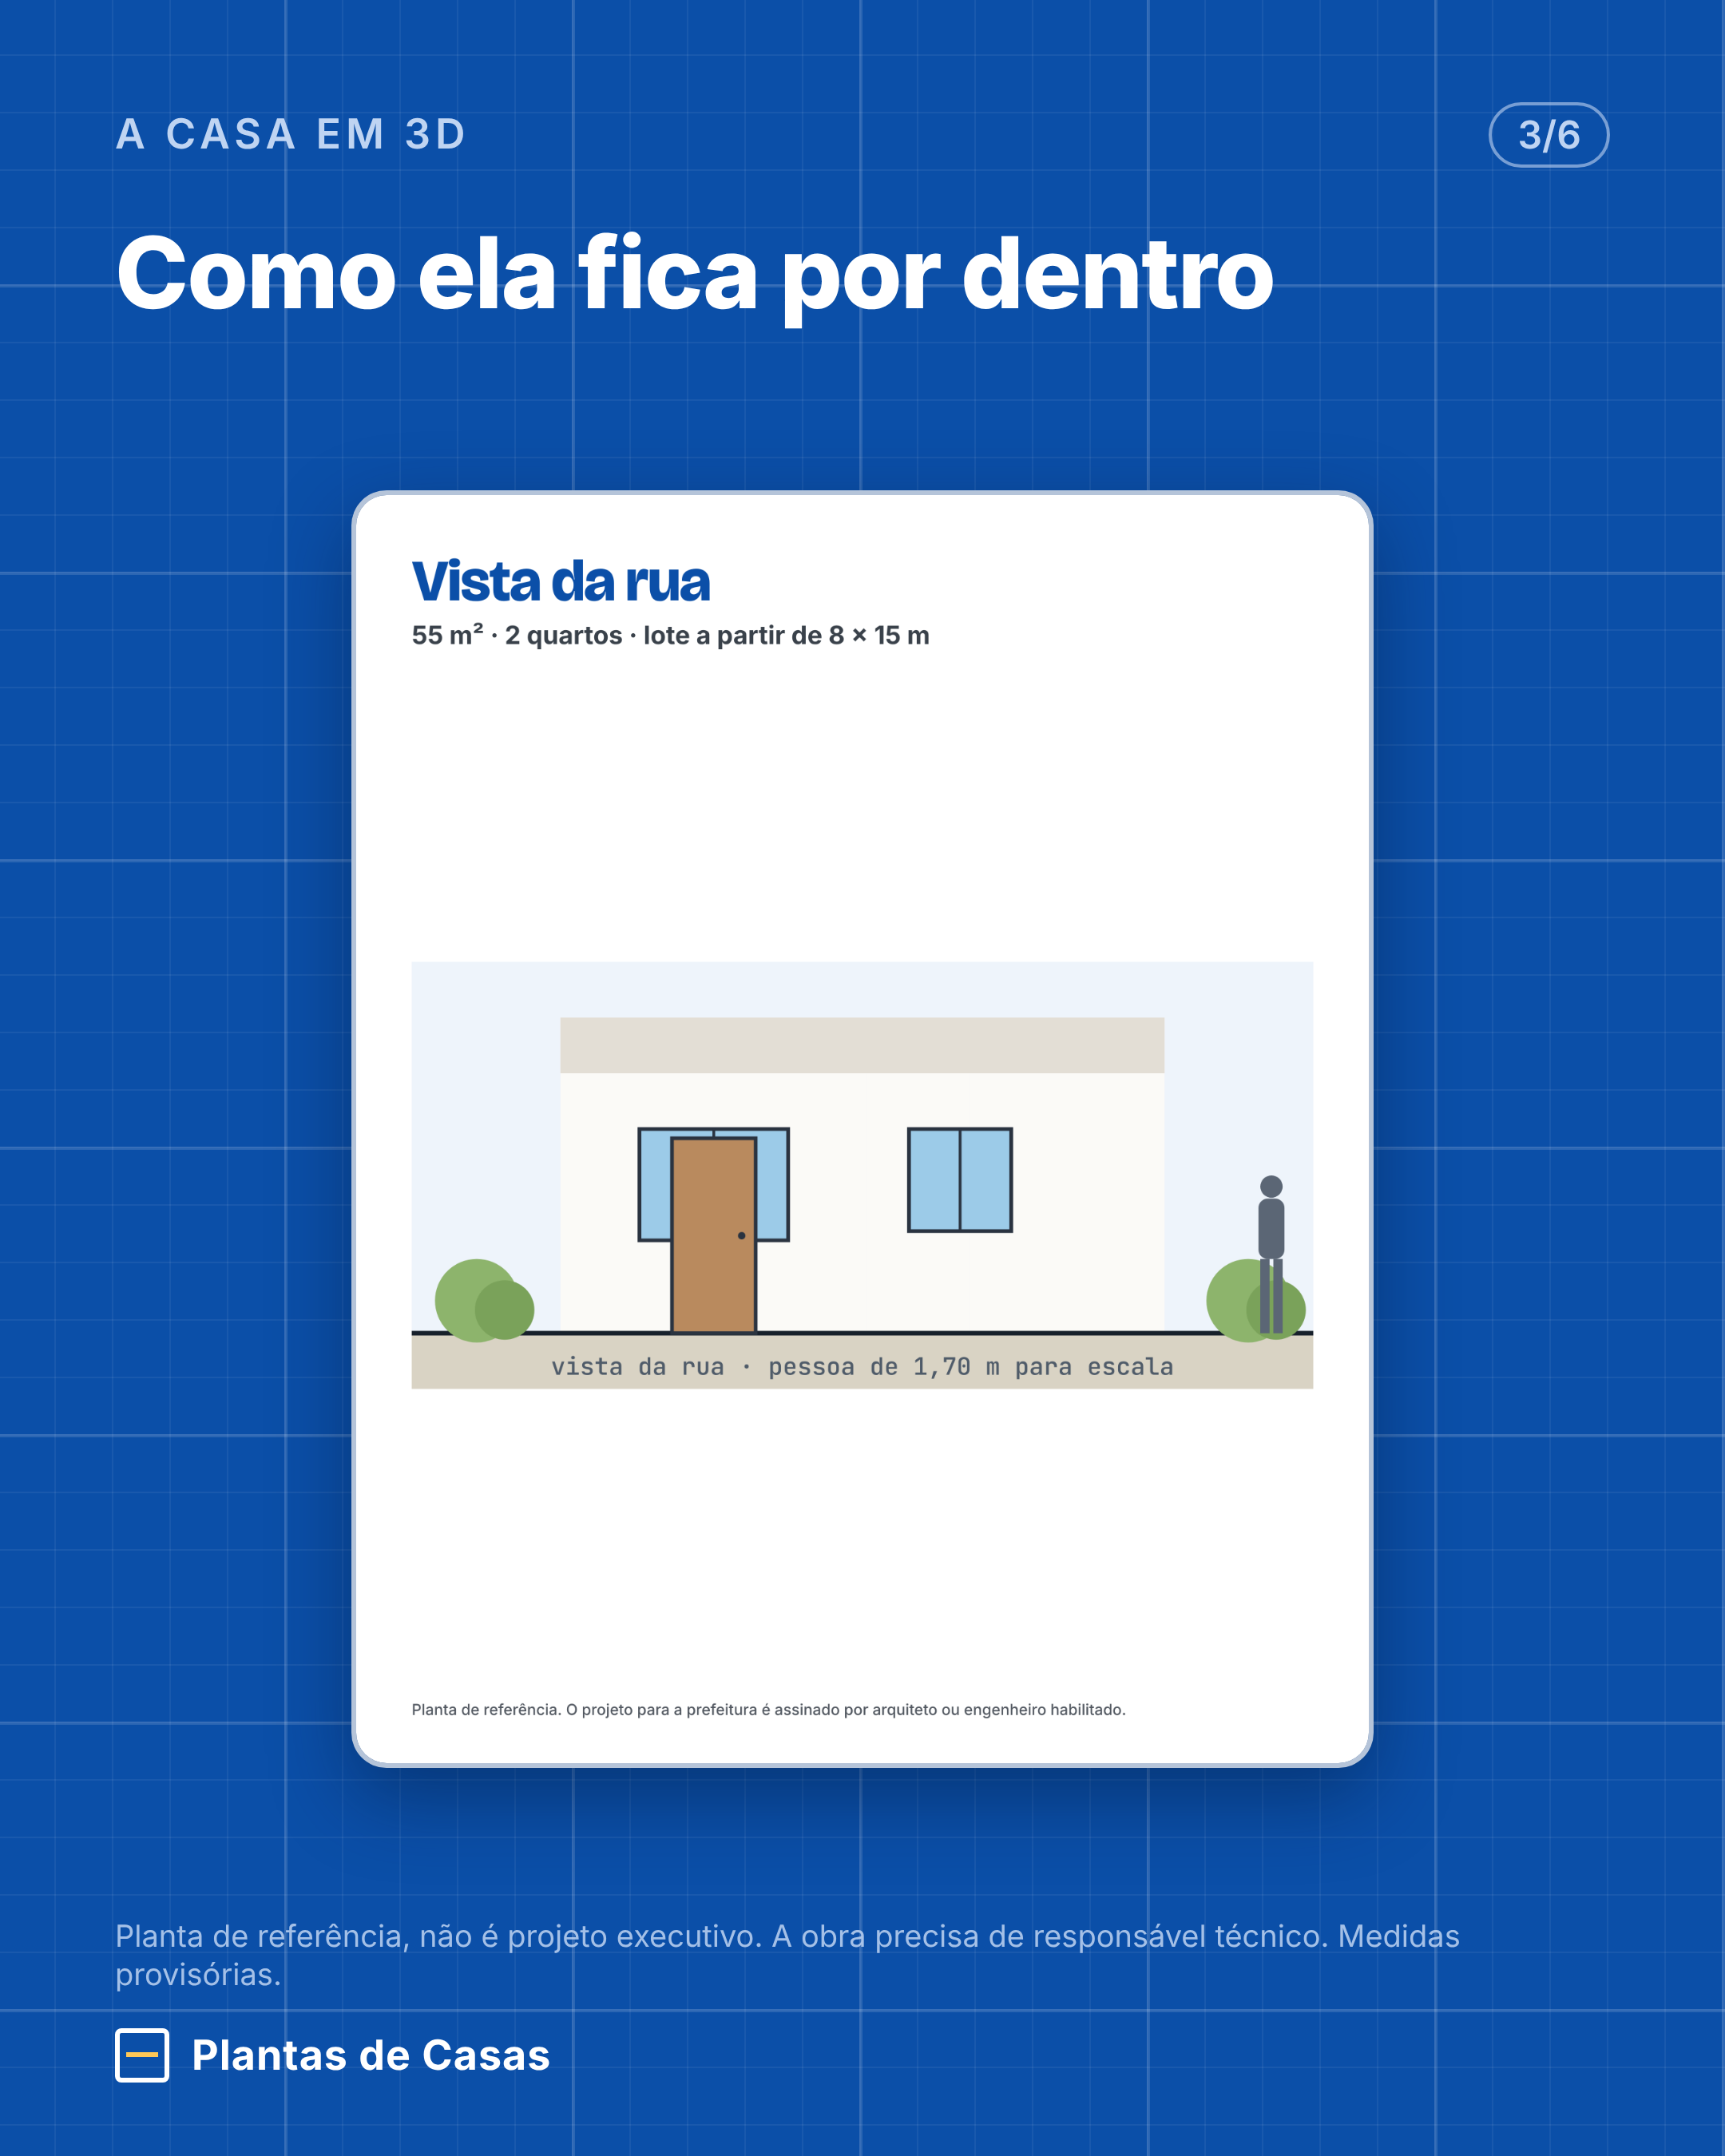 A CASA EM 3D
3/6
Como ela fica por dentro
Vista da rua
55 m² · 2 quartos · lote a partir de 8 × 15 m
vista da rua · pessoa de 1,70 m para escala
Planta de referência. O projeto para a prefeitura é assinado por arquiteto ou engenheiro habilitado.
Planta de referência, não é projeto executivo. A obra precisa de responsável técnico. Medidas
provisórias.
Plantas de Casas